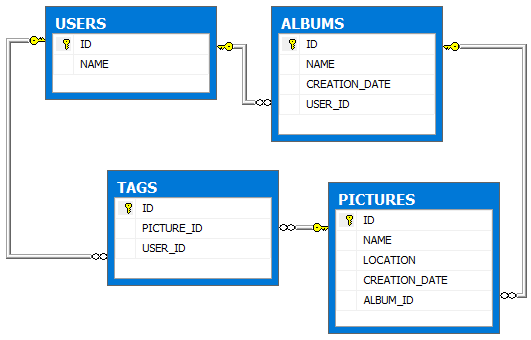 USERS
ID
NAME
ALBUMS
ID
NAME
CREATION_DATE
USER_ID
TAGS
ID
PICTURE_ID
USER_ID
PICTURES
ID
NAME
LOCATION
CREATION_DATE
ALBUM_ID